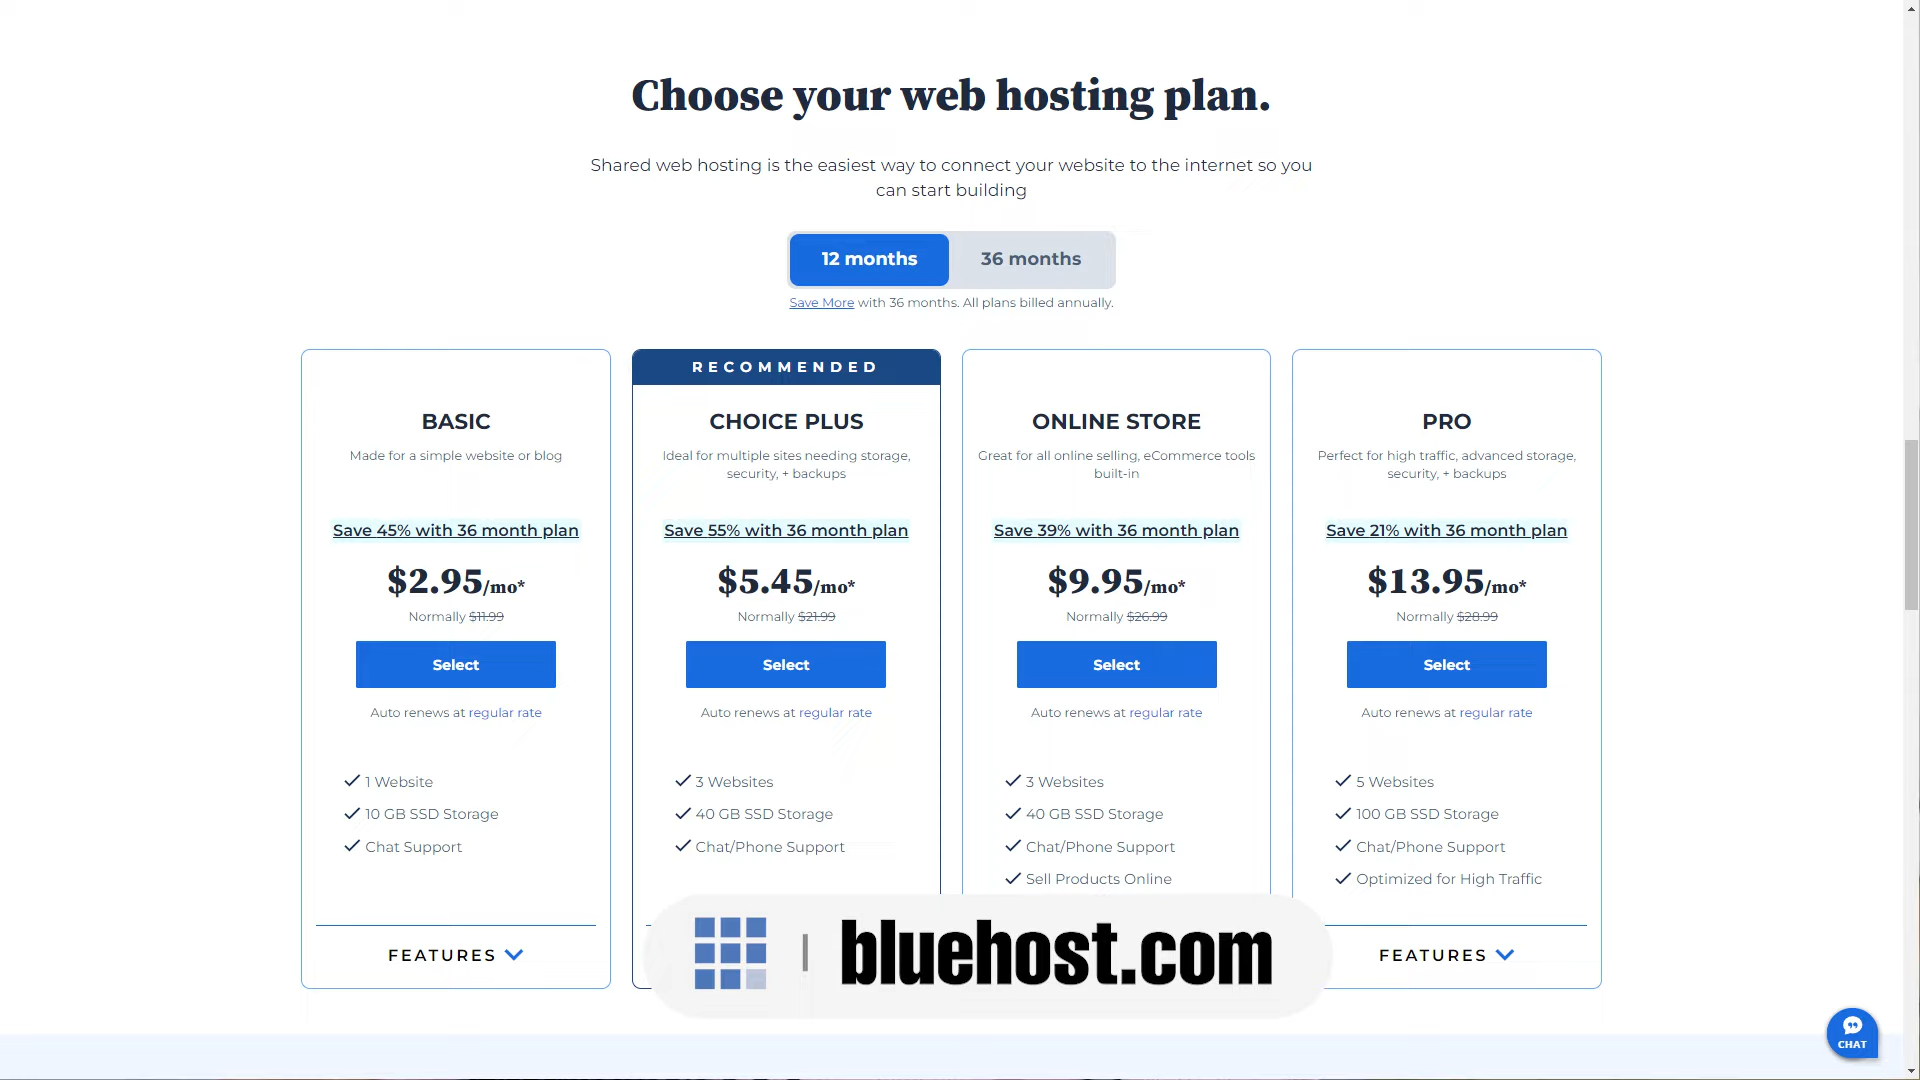 Choose your web hosting plan.
Shared web hosting is the easiest way to connect your website to the internet so you
can start building
12 months
36 months
Save More with 36 months. All plans billed annually.
BASIC
Made for a simple website or blog
Save 45% with 36 month plan
$2.95/mo*
Normally $11.99
Select
Auto renews at regular rate
1 Website
10 GB SSD Storage
Chat Support
FEATURES
RECOMMENDED
CHOICE PLUS
Ideal for multiple sites needing storage,
security, + backups
Save 55% with 36 month plan
$5.45/mo*
Normally $21.99
Select
Auto renews at regular rate
3 Websites
40 GB SSD Storage
Chat/Phone Support
ONLINE STORE
Great for all online selling, eCommerce tools
built-in
Save 39% with 36 month plan
$9.95/mo*
Normally $26.99
Select
Auto renews at regular rate
3 Websites
40 GB SSD Storage
Chat/Phone Support
Sell Products Online
PRO
Perfect for high traffic, advanced storage,
security, + backups
Save 21% with 36 month plan
$13.95/mo*
Normally $28.99
Select
Auto renews at regular rate
5 Websites
100 GB SSD Storage
Chat/Phone Support
Optimized for High Traffic
FEATURES
bluehost.com
CHAT